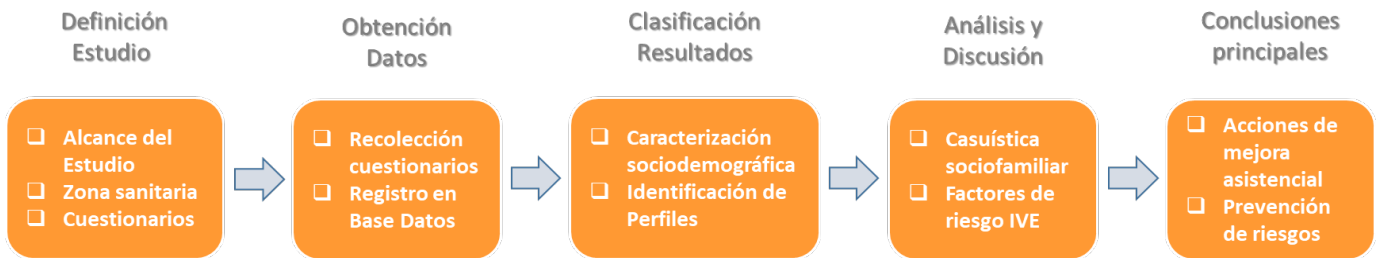 Definición
Estudio
Obtención
Datos
Clasificación
Resultados
Análisis y
Discusión
Conclusiones
principales
Alcance del
Estudio
Zona sanitaria
Cuestionarios
Recolección
cuestionarios
Registro en
Base Datos
Caracterización
sociodemográfica
Identificación de
Perfiles
Casuística
sociofamiliar
Factores de
riesgo IVE
Acciones de
mejora
asistencial
Prevención
de riesgos